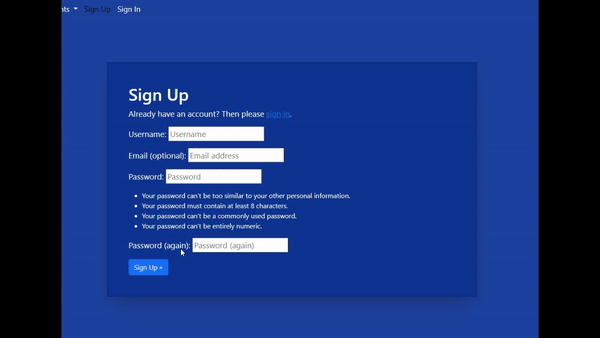 nts Sign Up Sign In
Sign Up
Already have an account? Then please sign in.
Username: Username
Email (optional): Email address
Password: Password
Your password can't be too similar to your other personal information.
Your password must contain at least 8 characters.
Your password can't be a commonly used password.
Your password can't be entirely numeric.
Password (again): Password (again)
Sign Up »